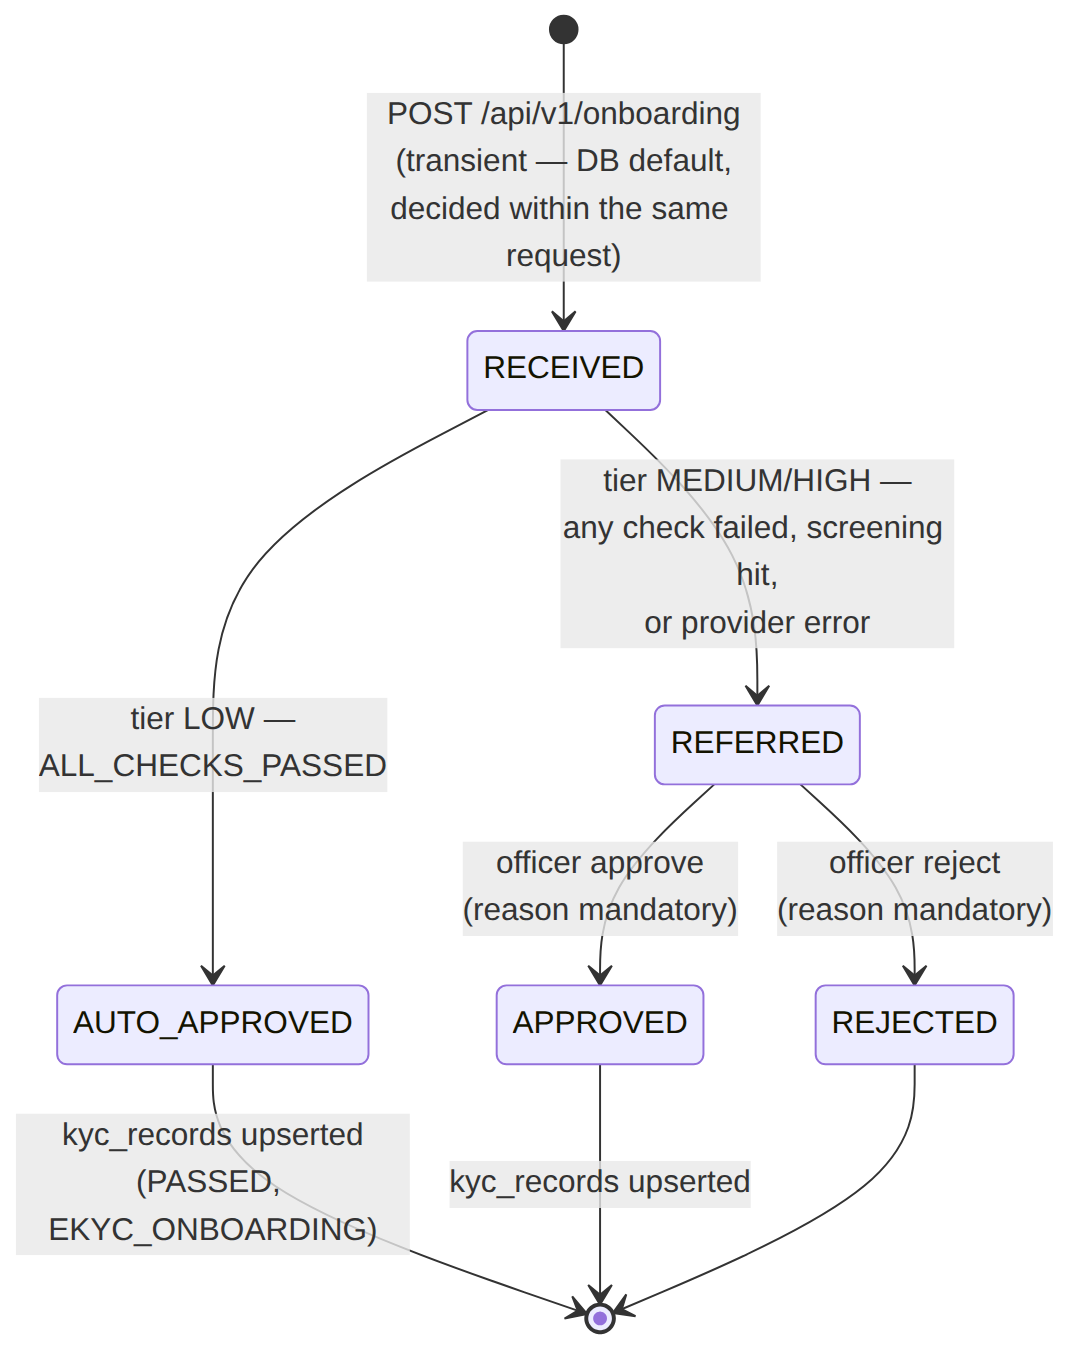 POST /api/v1/onboarding
(transient — DB default,
decided within the same
request)
RECEIVED
tier MEDIUM/HIGH —
any check failed, screening
hit,
or provider error
tier LOW —
ALL_CHECKS_PASSED
REFERRED
officer approve
(reason mandatory)
officer reject
(reason mandatory)
AUTO_APPROVED
APPROVED
REJECTED
kyc_records upserted
(PASSED,
EKYC_ONBOARDING)
kyc_records upserted